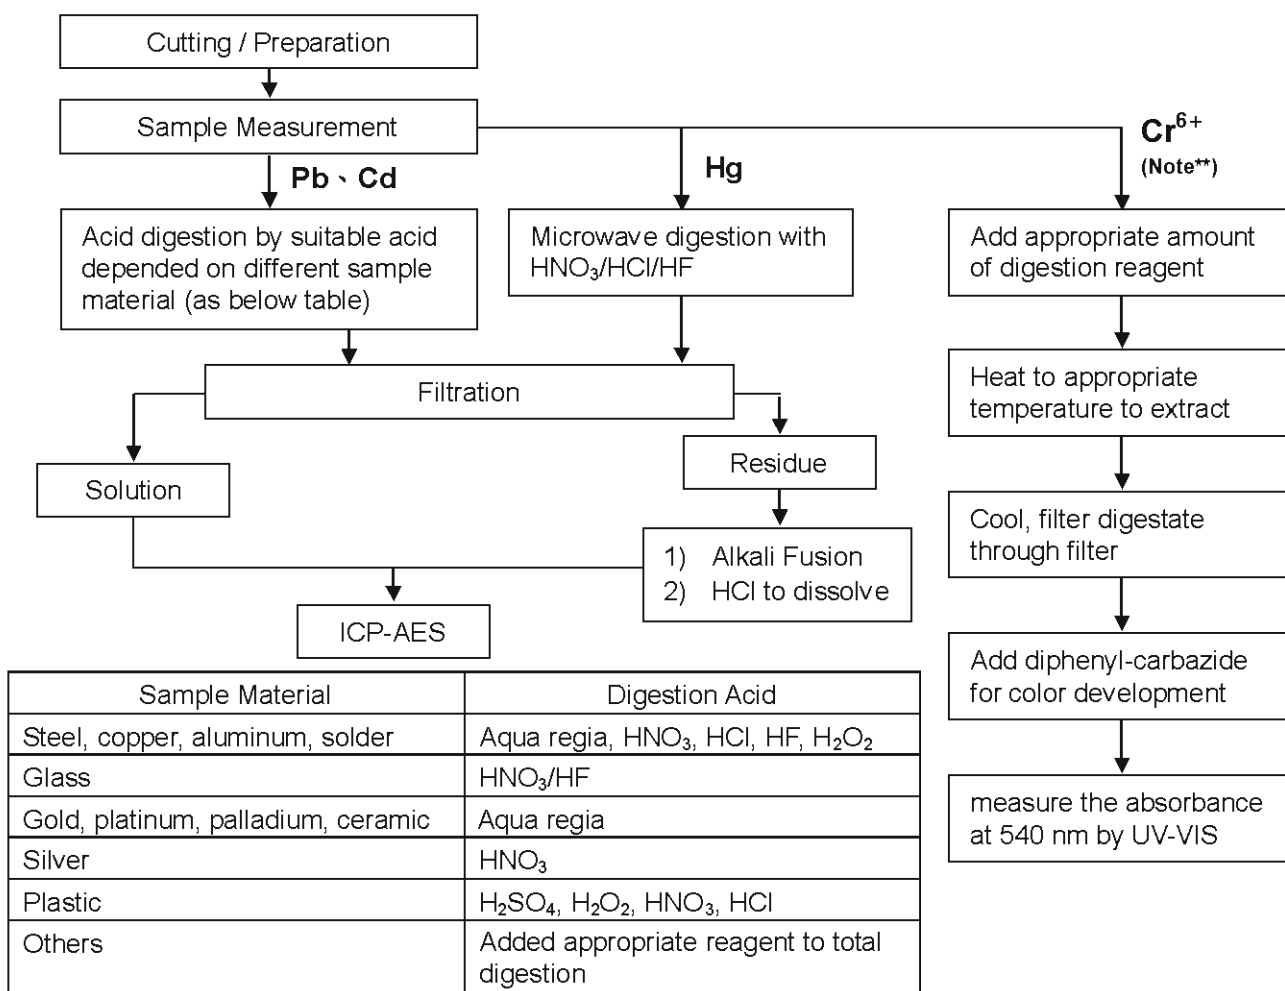 Cutting / Preparation
Sample Measurement
Pb、Cd
Hg
Cr⁶⁺
(Note**)
Acid digestion by suitable acid
depended on different sample
material (as below table)
Microwave digestion with
HNO₃/HCl/HF
Add appropriate amount
of digestion reagent
Filtration
Heat to appropriate
temperature to extract
Solution
Residue
Cool, filter digestate
through filter
1) Alkali Fusion
2) HCl to dissolve
ICP-AES
Add diphenyl-carbazide
for color development
measure the absorbance
at 540 nm by UV-VIS
Sample Material Digestion Acid
Steel, copper, aluminum, solder Aqua regia, HNO₃, HCl, HF, H₂O₂
Glass HNO₃/HF
Gold, platinum, palladium, ceramic Aqua regia
Silver HNO₃
Plastic H₂SO₄, H₂O₂, HNO₃, HCl
Others Added appropriate reagent to total
digestion